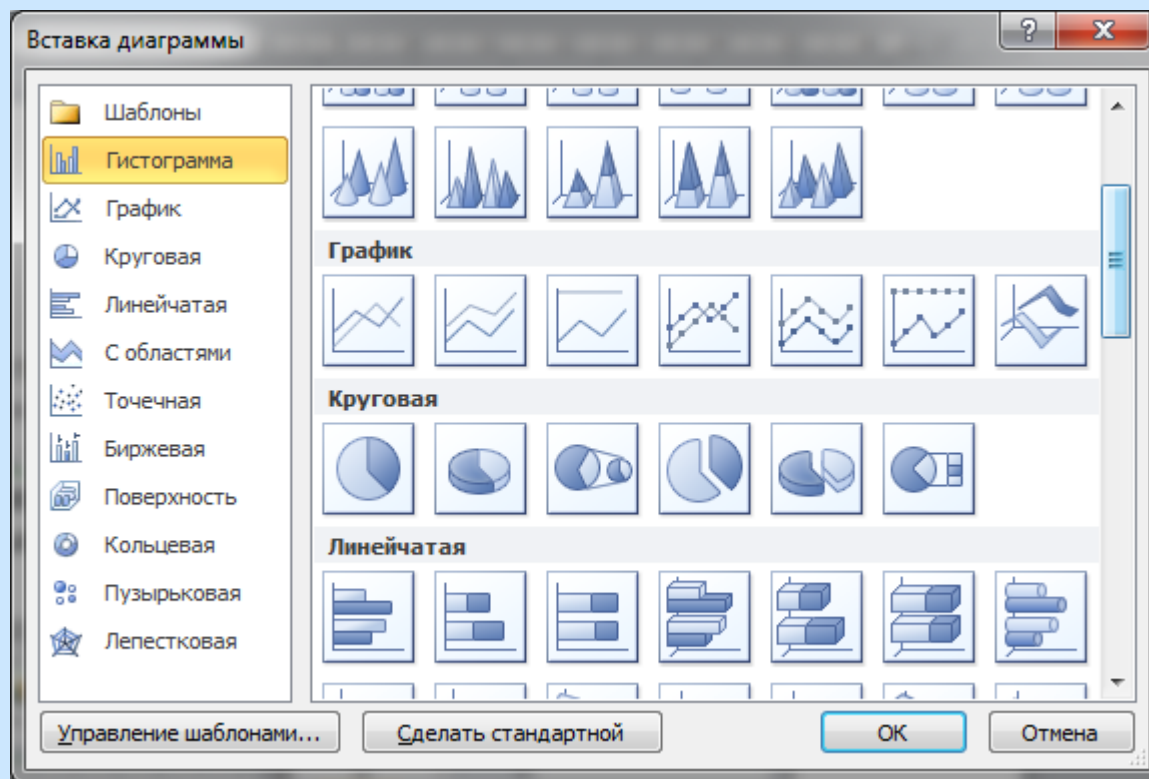 Вставка диаграммы
Шаблоны
Гистограмма
График
Круговая
Линейчатая
С областями
Точечная
Биржевая
Поверхность
Кольцевая
Пузырьковая
Лепестковая
График
Круговая
Линейчатая
Управление шаблонами...
Сделать стандартной
ОК
Отмена